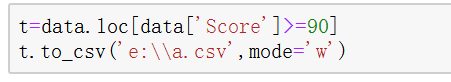 t=data.loc[data['Score']>=90]
t.to_csv('e:\\a.csv',mode='w')